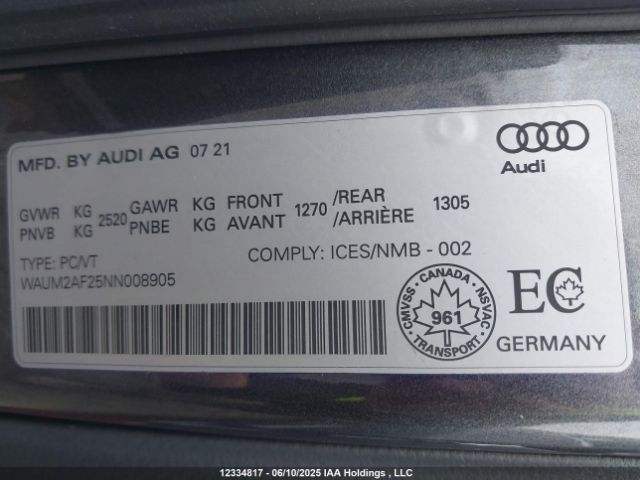 MFD. BY AUDI AG 07 21
Audi
GVWR KG 2520 GAWR KG FRONT 1270 /REAR 1305
PNVB KG PNBE KG AVANT /ARRIÈRE
TYPE: PC/VT
COMPLY: ICES/NMB - 002
WAUM2AF25NN008905
CMVSS - CANADA - NSVAC
961
TRANSPORT
EC
GERMANY
12334817 - 06/10/2025 IAA Holdings , LLC